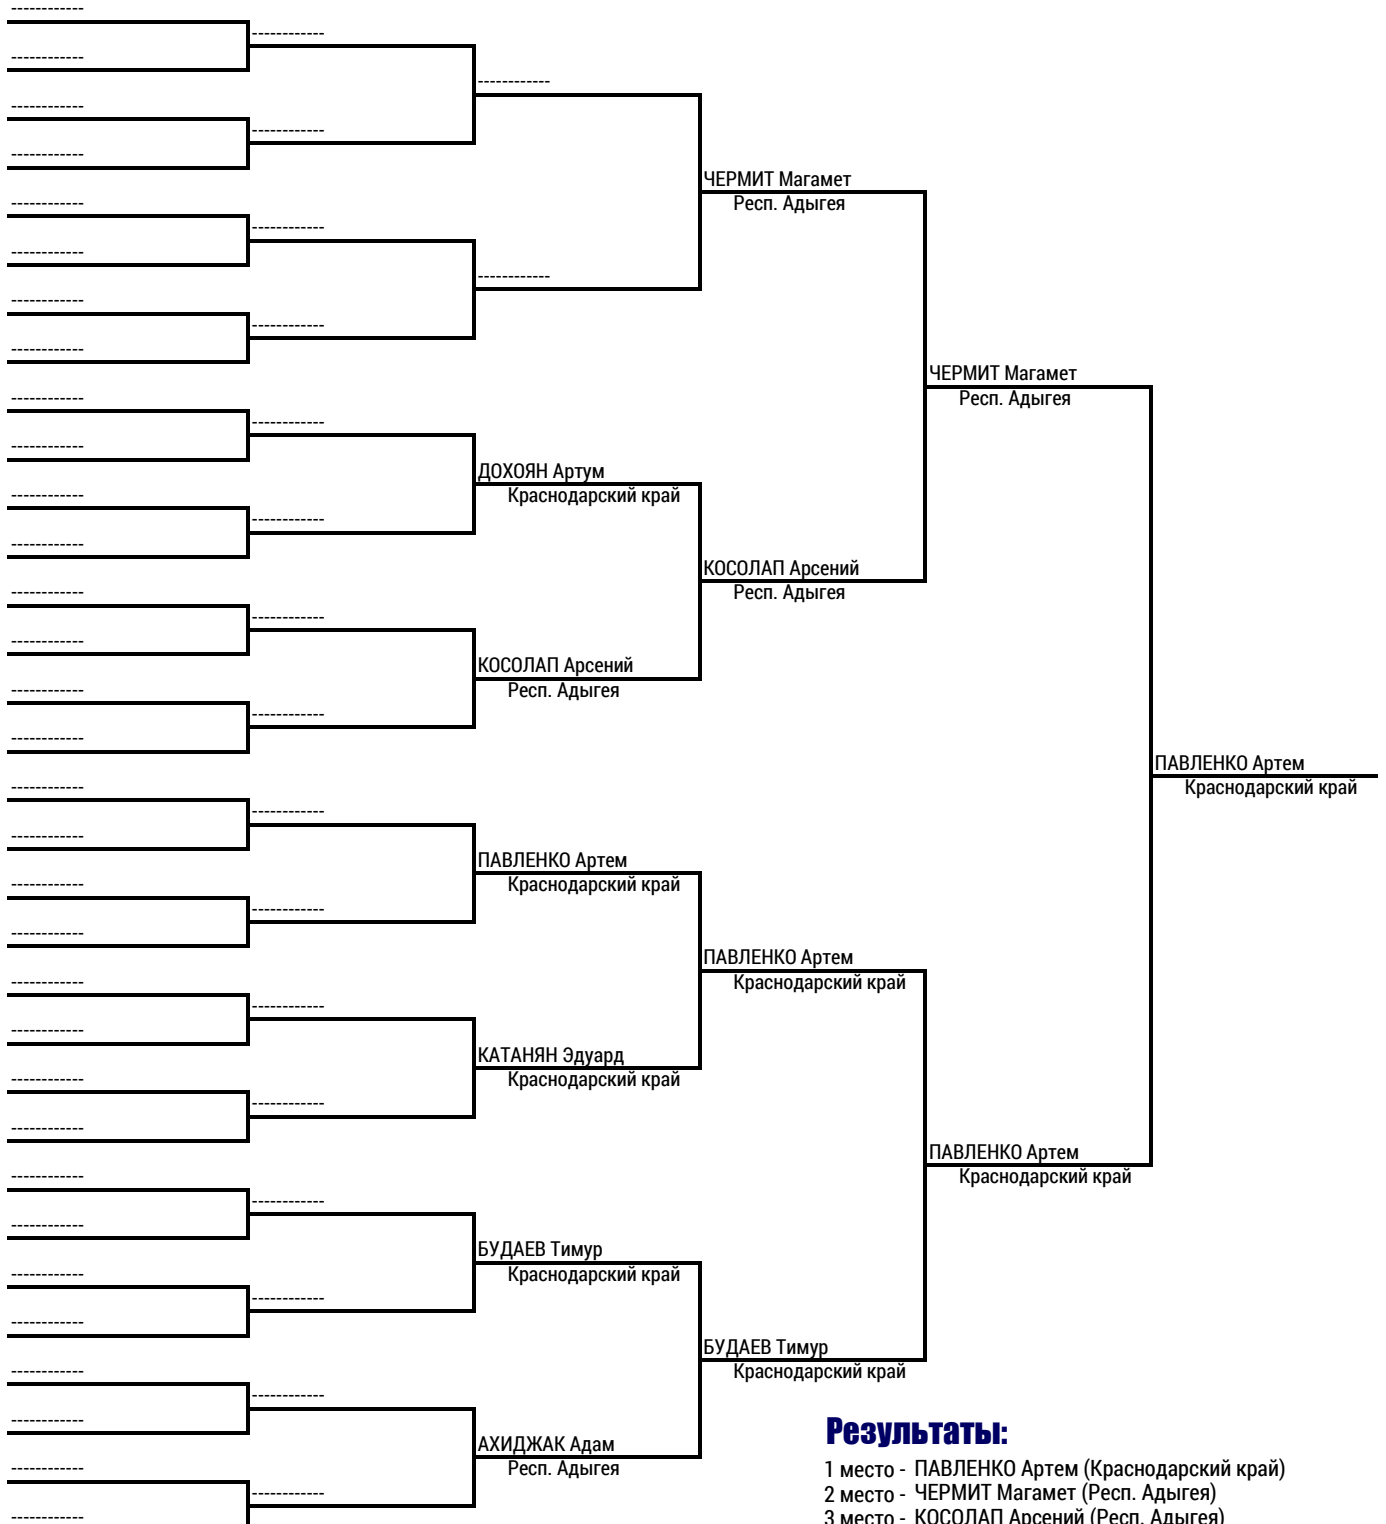 ------------
------------
------------
------------
------------
------------
------------
------------
------------
------------
------------
ЧЕРМИТ Магамет
Респ. Адыгея
------------
------------
------------
------------
------------
ЧЕРМИТ Магамет
Респ. Адыгея
------------
------------
------------
ДОХОЯН Артум
Краснодарский край
------------
------------
------------
КОСОЛАП Арсений
Респ. Адыгея
------------
------------
------------
КОСОЛАП Арсений
Респ. Адыгея
------------
------------
------------
ПАВЛЕНКО Артем
Краснодарский край
------------
------------
------------
ПАВЛЕНКО Артем
Краснодарский край
------------
------------
------------
ПАВЛЕНКО Артем
Краснодарский край
------------
------------
------------
КАТАНЯН Эдуард
Краснодарский край
------------
------------
------------
ПАВЛЕНКО Артем
Краснодарский край
------------
------------
------------
БУДАЕВ Тимур
Краснодарский край
------------
------------
------------
БУДАЕВ Тимур
Краснодарский край
------------
------------
------------
АХИДЖАК Адам
Респ. Адыгея
------------
------------
------------
Результаты:
1 место - ПАВЛЕНКО Артем (Краснодарский край)
2 место - ЧЕРМИТ Магамет (Респ. Адыгея)
3 место - КОСОЛАП Арсений (Респ. Адыгея)